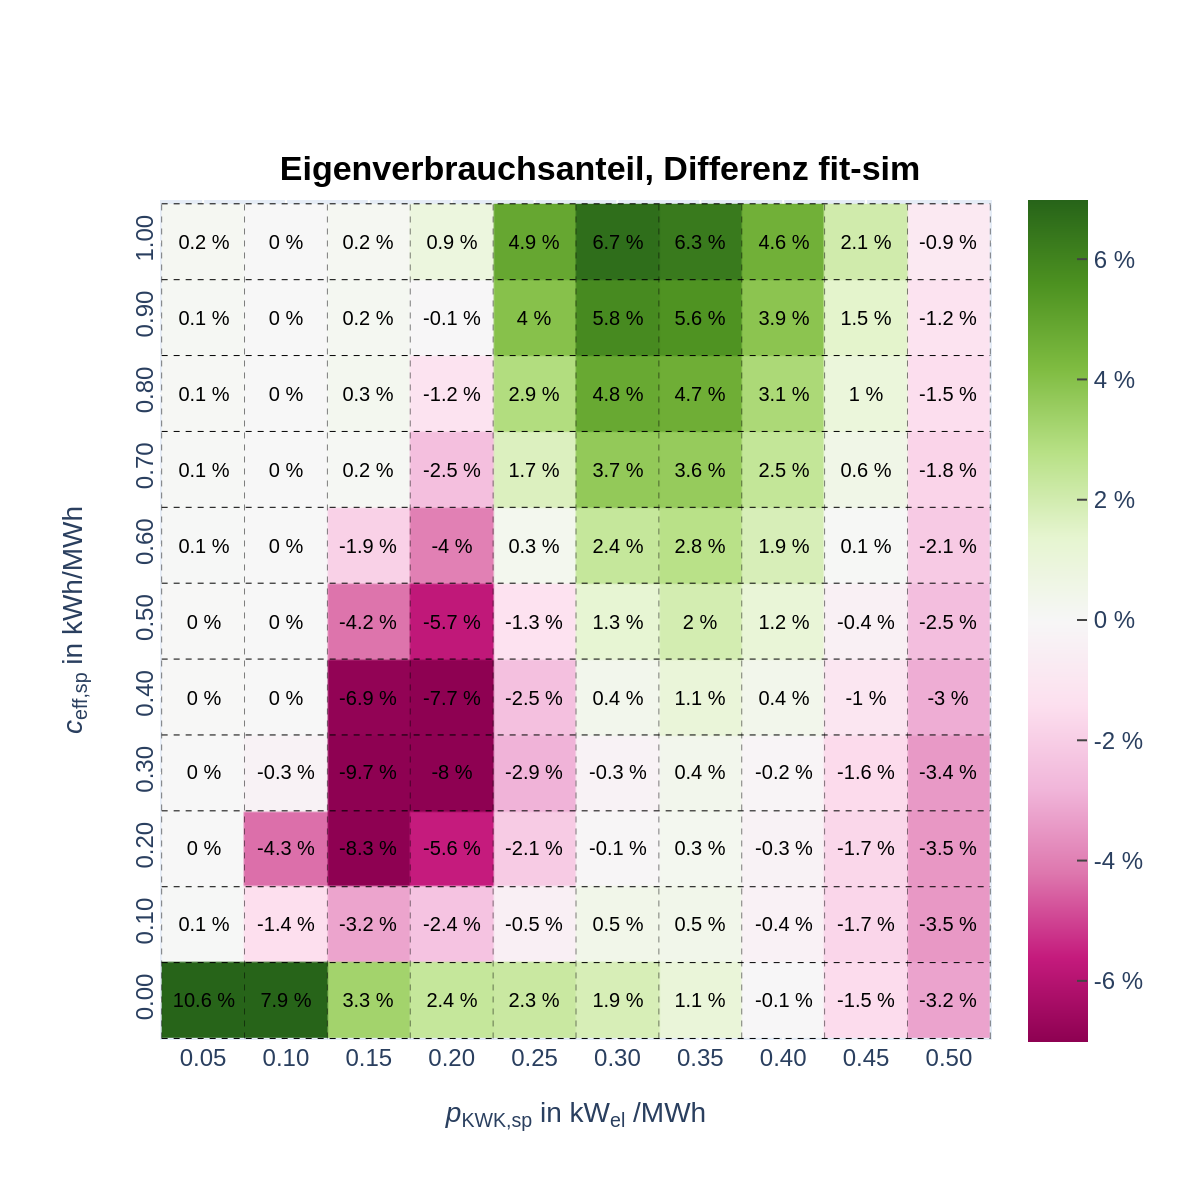 Eigenverbrauchsanteil, Differenz fit-sim
1.00 0.2 % 0 % 0.2 % 0.9 % 4.9 % 6.7 % 6.3 % 4.6 % 2.1 % -0.9 %
0.90 0.1 % 0 % 0.2 % -0.1 % 4 % 5.8 % 5.6 % 3.9 % 1.5 % -1.2 %
0.80 0.1 % 0 % 0.3 % -1.2 % 2.9 % 4.8 % 4.7 % 3.1 % 1 % -1.5 %
0.70 0.1 % 0 % 0.2 % -2.5 % 1.7 % 3.7 % 3.6 % 2.5 % 0.6 % -1.8 %
0.60 0.1 % 0 % -1.9 % -4 % 0.3 % 2.4 % 2.8 % 1.9 % 0.1 % -2.1 %
0.50 0 % 0 % -4.2 % -5.7 % -1.3 % 1.3 % 2 % 1.2 % -0.4 % -2.5 %
0.40 0 % 0 % -6.9 % -7.7 % -2.5 % 0.4 % 1.1 % 0.4 % -1 % -3 %
0.30 0 % -0.3 % -9.7 % -8 % -2.9 % -0.3 % 0.4 % -0.2 % -1.6 % -3.4 %
0.20 0 % -4.3 % -8.3 % -5.6 % -2.1 % -0.1 % 0.3 % -0.3 % -1.7 % -3.5 %
0.10 0.1 % -1.4 % -3.2 % -2.4 % -0.5 % 0.5 % 0.5 % -0.4 % -1.7 % -3.5 %
0.00 10.6 % 7.9 % 3.3 % 2.4 % 2.3 % 1.9 % 1.1 % -0.1 % -1.5 % -3.2 %
0.05 0.10 0.15 0.20 0.25 0.30 0.35 0.40 0.45 0.50
pKWK,sp in kWel /MWh
ceff,sp in kWh/MWh
6 %
4 %
2 %
0 %
-2 %
-4 %
-6 %